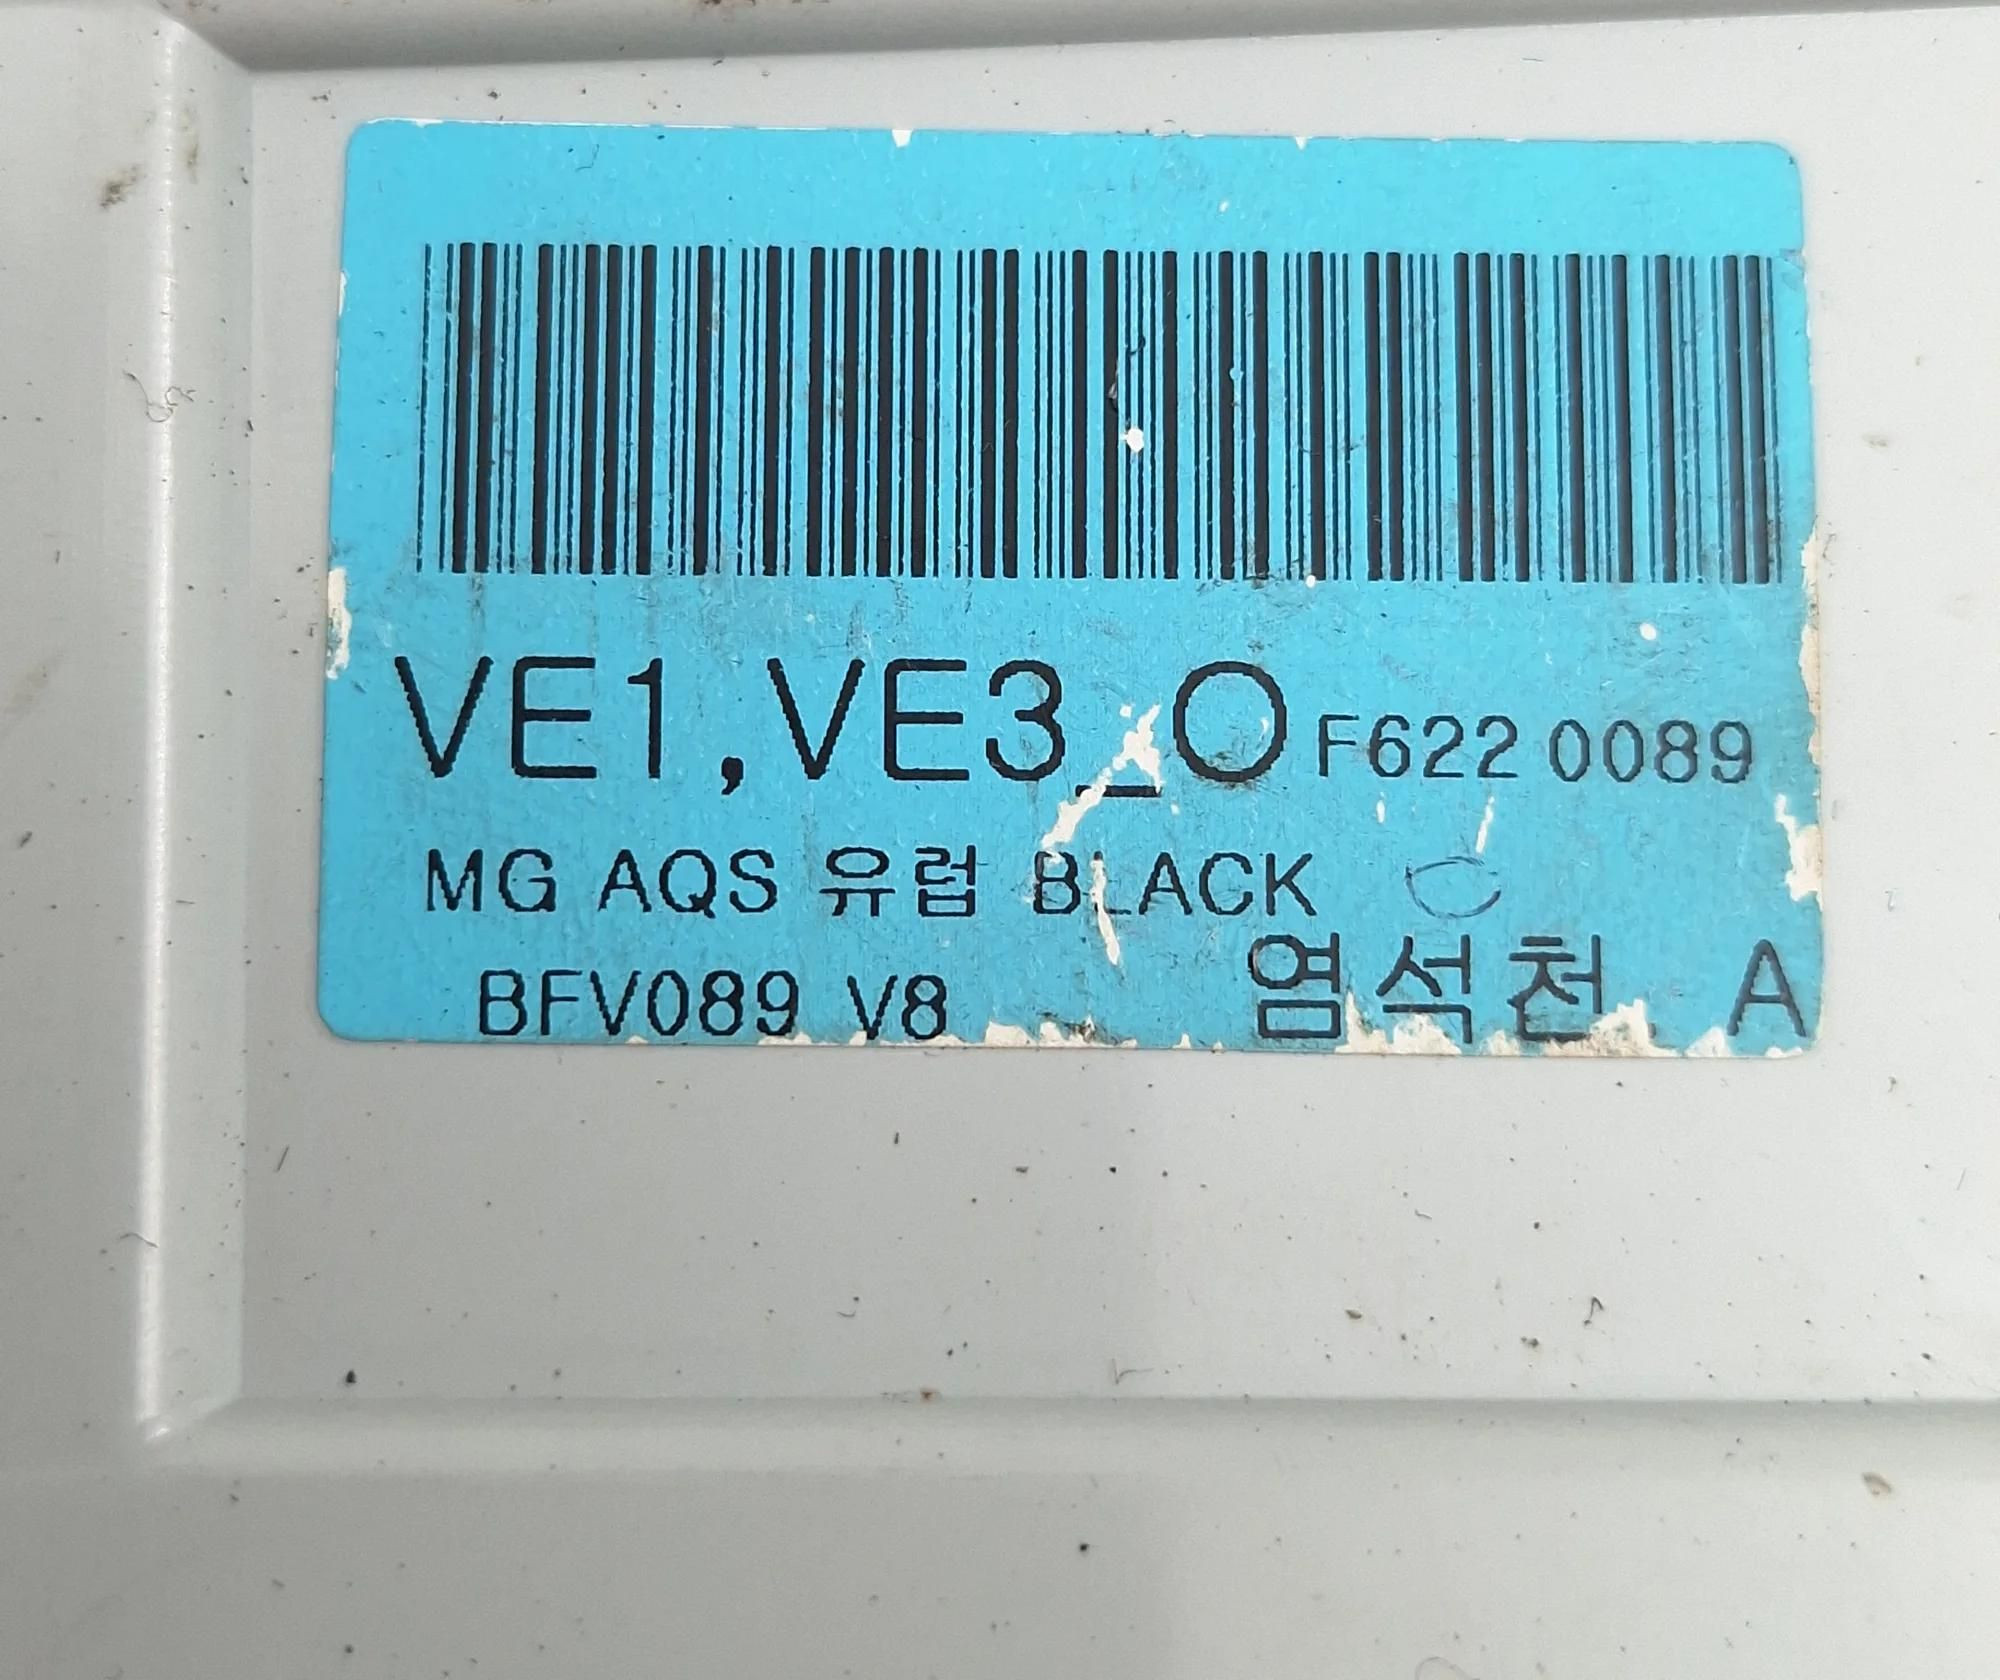 VE1,VE3_O F622 0089
MG AQS 유럽 BLACK
BFV089 V8 염석천 A